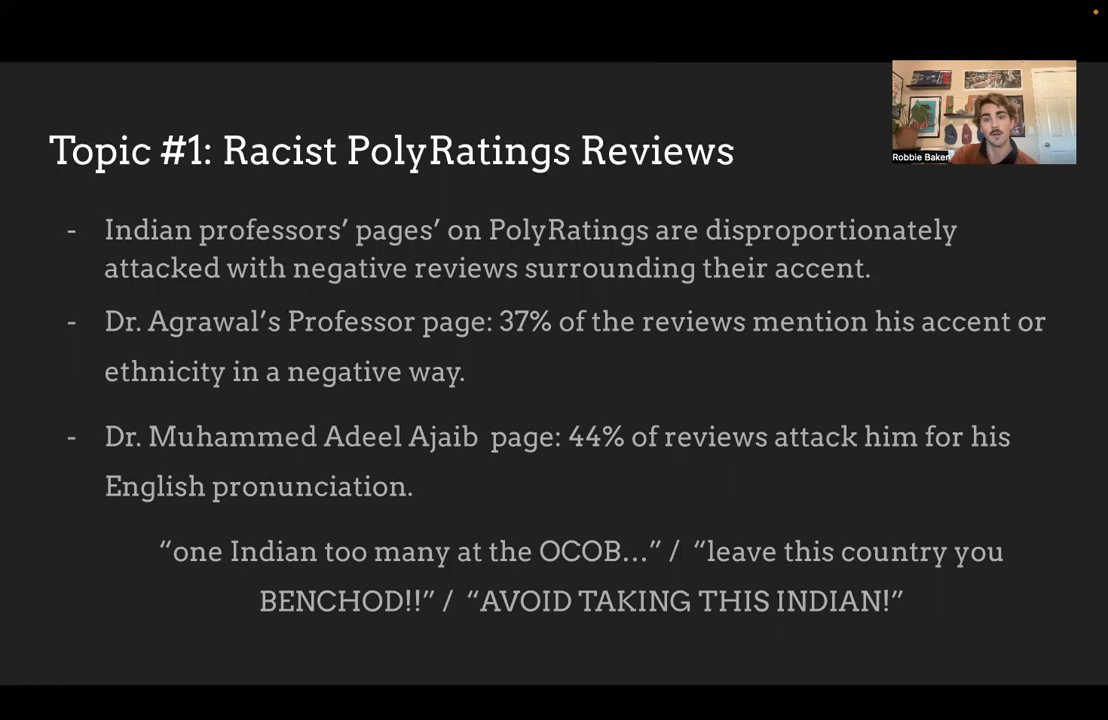 Topic #1: Racist PolyRatings Reviews
Robbie Baker
- Indian professors’ pages’ on PolyRatings are disproportionately
attacked with negative reviews surrounding their accent.
- Dr. Agrawal’s Professor page: 37% of the reviews mention his accent or
ethnicity in a negative way.
- Dr. Muhammed Adeel Ajaib page: 44% of reviews attack him for his
English pronunciation.
“one Indian too many at the OCOB…” / “leave this country you
BENCHOD!!” / “AVOID TAKING THIS INDIAN!”